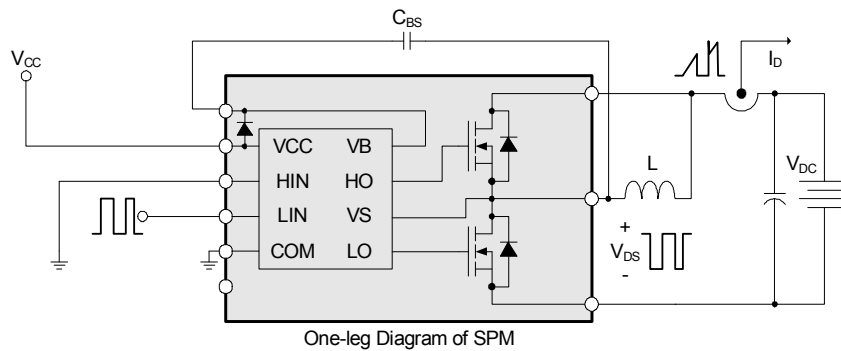 C_BS
V_CC
I_D
VCC VB
HIN HO
LIN VS
COM LO
L
V_DC
+
V_DS
-
One-leg Diagram of SPM